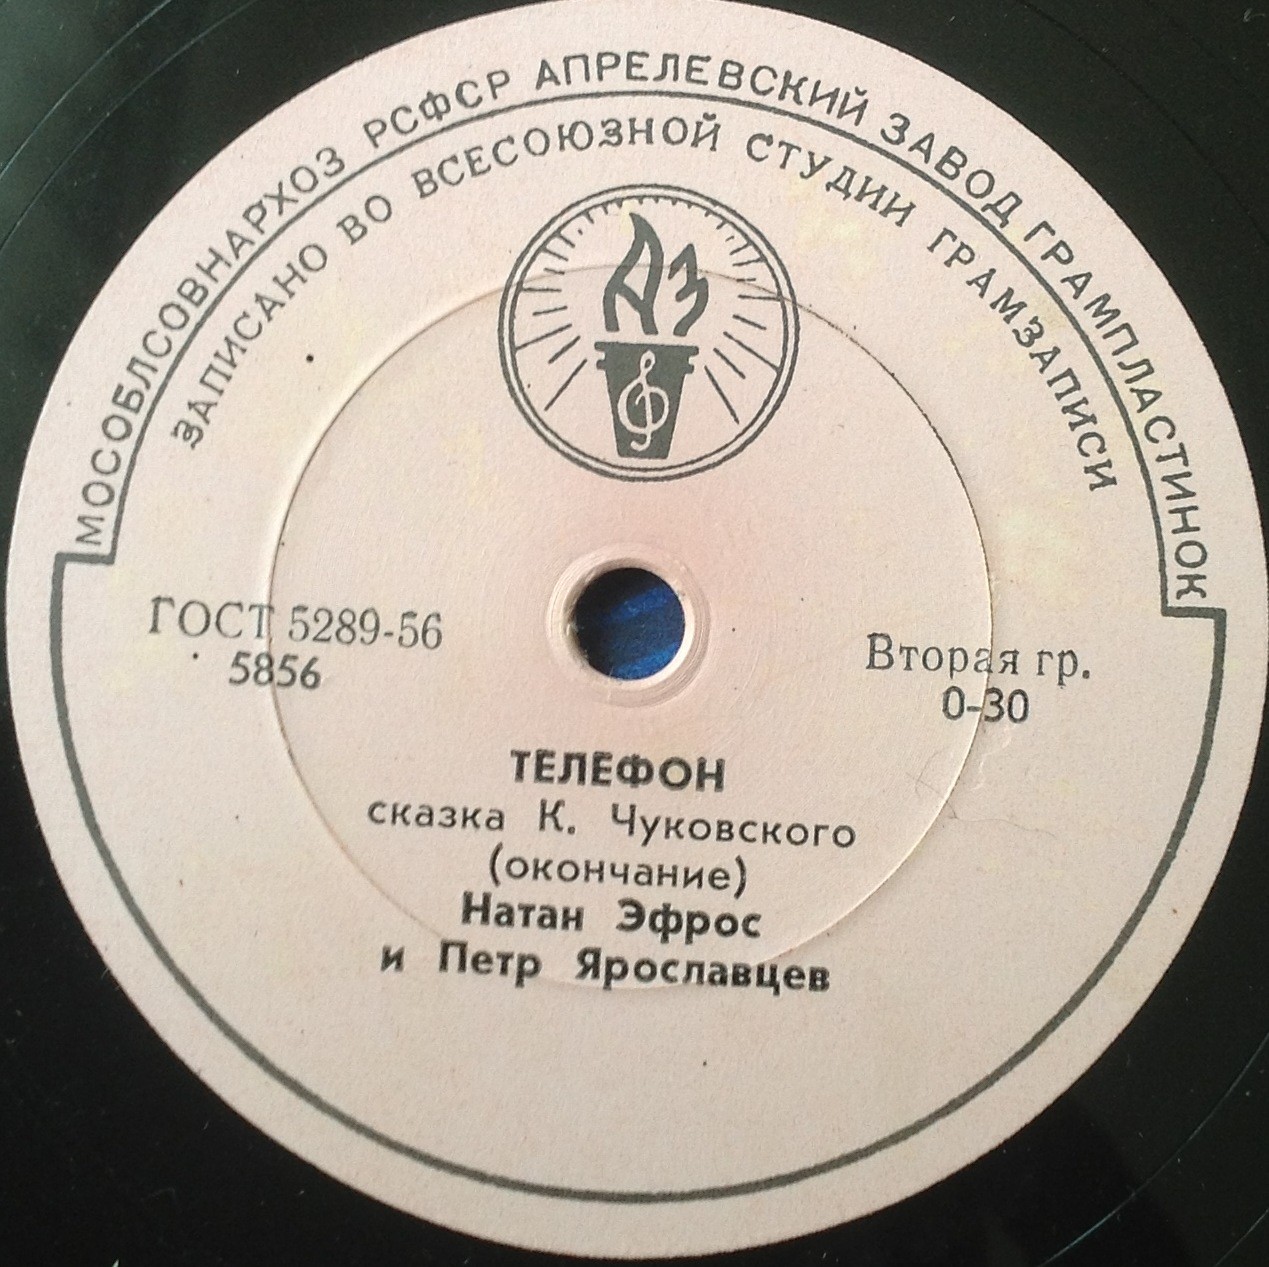 МОСОБЛСОВНАРХОЗ РСФСР АПРЕЛЕВСКИЙ ЗАВОД ГРАМПЛАСТИНОК
ЗАПИСАНО ВО ВСЕСОЮЗНОЙ СТУДИИ ГРАМЗАПИСИ
АЗ
ГОСТ 5289-56
5856
Вторая гр.
0-30
ТЕЛЕФОН
сказка К. Чуковского
(окончание)
Натан Эфрос
и Петр Ярославцев